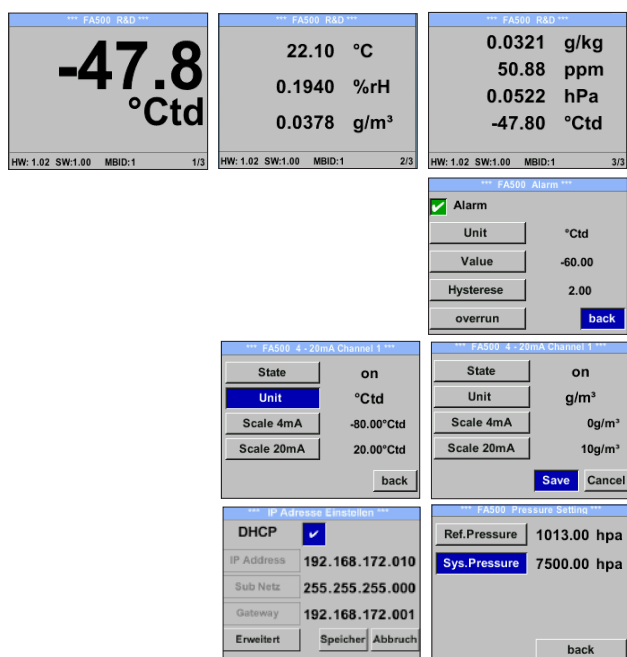 *** FA500 R&D ***
-47.8
°Ctd
HW: 1.02 SW:1.00 MBID:1 1/3
*** FA500 R&D ***
22.10 °C
0.1940 %rH
0.0378 g/m³
HW: 1.02 SW:1.00 MBID:1 2/3
*** FA500 R&D ***
0.0321 g/kg
50.88 ppm
0.0522 hPa
-47.80 °Ctd
HW: 1.02 SW:1.00 MBID:1 3/3
*** FA500 Alarm ***
Alarm
Unit °Ctd
Value -60.00
Hysterese 2.00
overrun back
*** FA500 4 - 20mA Channel 1 ***
State on
Unit °Ctd
Scale 4mA -80.00°Ctd
Scale 20mA 20.00°Ctd
back
*** FA500 4 - 20mA Channel 1 ***
State on
Unit g/m³
Scale 4mA 0g/m³
Scale 20mA 10g/m³
Save Cancel
*** IP Adresse Einstellen ***
DHCP
IP Address 192.168.172.010
Sub Netz 255.255.255.000
Gateway 192.168.172.001
Erweitert Speicher Abbruch
*** FA500 Pressure Setting ***
Ref.Pressure 1013.00 hpa
Sys.Pressure 7500.00 hpa
back